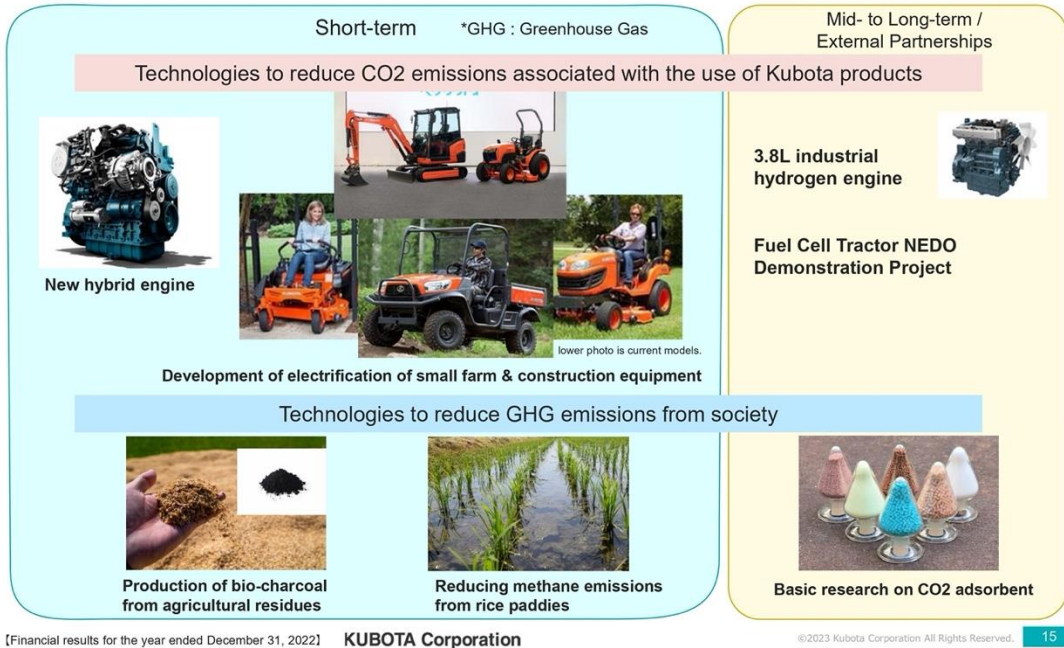 Short-term
*GHG : Greenhouse Gas
Mid- to Long-term /
External Partnerships
Technologies to reduce CO2 emissions associated with the use of Kubota products
New hybrid engine
3.8L industrial
hydrogen engine
Fuel Cell Tractor NEDO
Demonstration Project
lower photo is current models.
Development of electrification of small farm & construction equipment
Technologies to reduce GHG emissions from society
Production of bio-charcoal
from agricultural residues
Reducing methane emissions
from rice paddies
Basic research on CO2 adsorbent
【Financial results for the year ended December 31, 2022】
KUBOTA Corporation
©2023 Kubota Corporation All Rights Reserved.
15